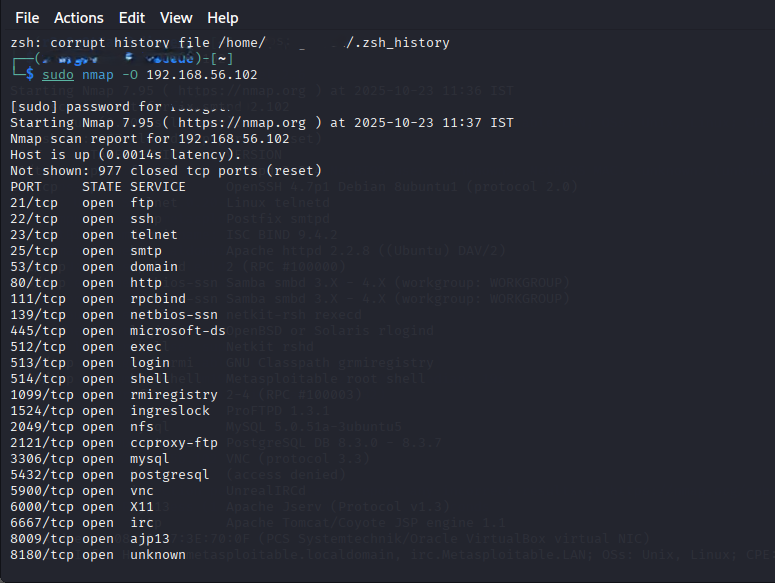 File Actions Edit View Help
zsh: corrupt history file /home/ /.zsh_history
-[~]
$ sudo nmap -O 192.168.56.102
[sudo] password for
Starting Nmap 7.95 ( https://nmap.org ) at 2025-10-23 11:37 IST
Nmap scan report for 192.168.56.102
Host is up (0.0014s latency).
Not shown: 977 closed tcp ports (reset)
PORT STATE SERVICE
21/tcp open ftp
22/tcp open ssh
23/tcp open telnet
25/tcp open smtp
53/tcp open domain
80/tcp open http
111/tcp open rpcbind
139/tcp open netbios-ssn
445/tcp open microsoft-ds
512/tcp open exec
513/tcp open login
514/tcp open shell
1099/tcp open rmiregistry
1524/tcp open ingreslock
2049/tcp open nfs
2121/tcp open ccproxy-ftp
3306/tcp open mysql
5432/tcp open postgresql
5900/tcp open vnc
6000/tcp open X11
6667/tcp open irc
8009/tcp open ajp13
8180/tcp open unknown